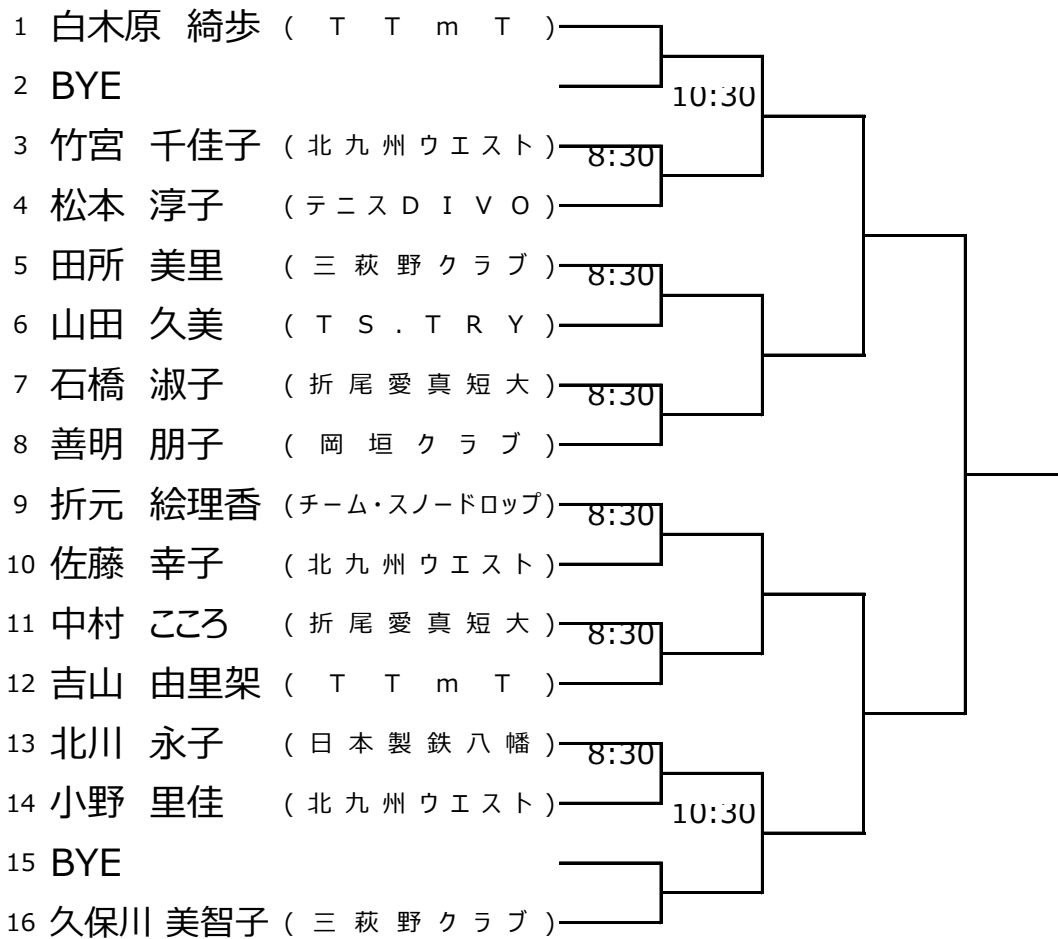 1 白木原 綺歩 (TTmT)
10:30
2 BYE
3 竹宮 千佳子 (北九州ウエスト) 8:30
4 松本 淳子 (テニスDIVO)
5 田所 美里 (三萩野クラブ) 8:30
6 山田 久美 (TS.TRY)
7 石橋 淑子 (折尾愛真短大) 8:30
8 善明 朋子 (岡垣クラブ)
9 折元 絵理香 (チーム・スノードロップ) 8:30
10 佐藤 幸子 (北九州ウエスト)
11 中村 こころ (折尾愛真短大) 8:30
12 吉山 由里架 (TTmT)
13 北川 永子 (日本製鉄八幡) 8:30
14 小野 里佳 (北九州ウエスト) 10:30
15 BYE
16 久保川 美智子 (三萩野クラブ)